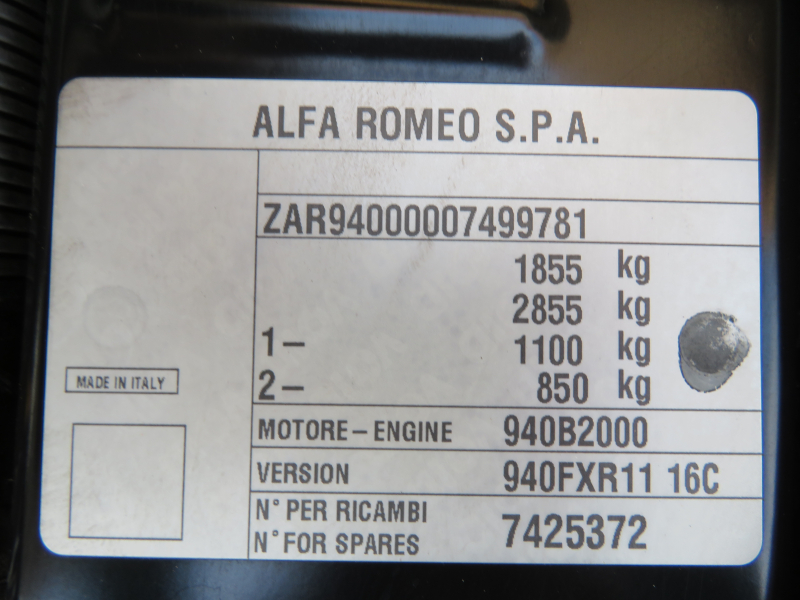 ALFA ROMEO S.P.A.
ZAR94000007499781
1855 kg
2855 kg
1– 1100 kg
2– 850 kg
MADE IN ITALY
MOTORE – ENGINE 940B2000
VERSION 940FXR11 16C
N° PER RICAMBI
N° FOR SPARES 7425372